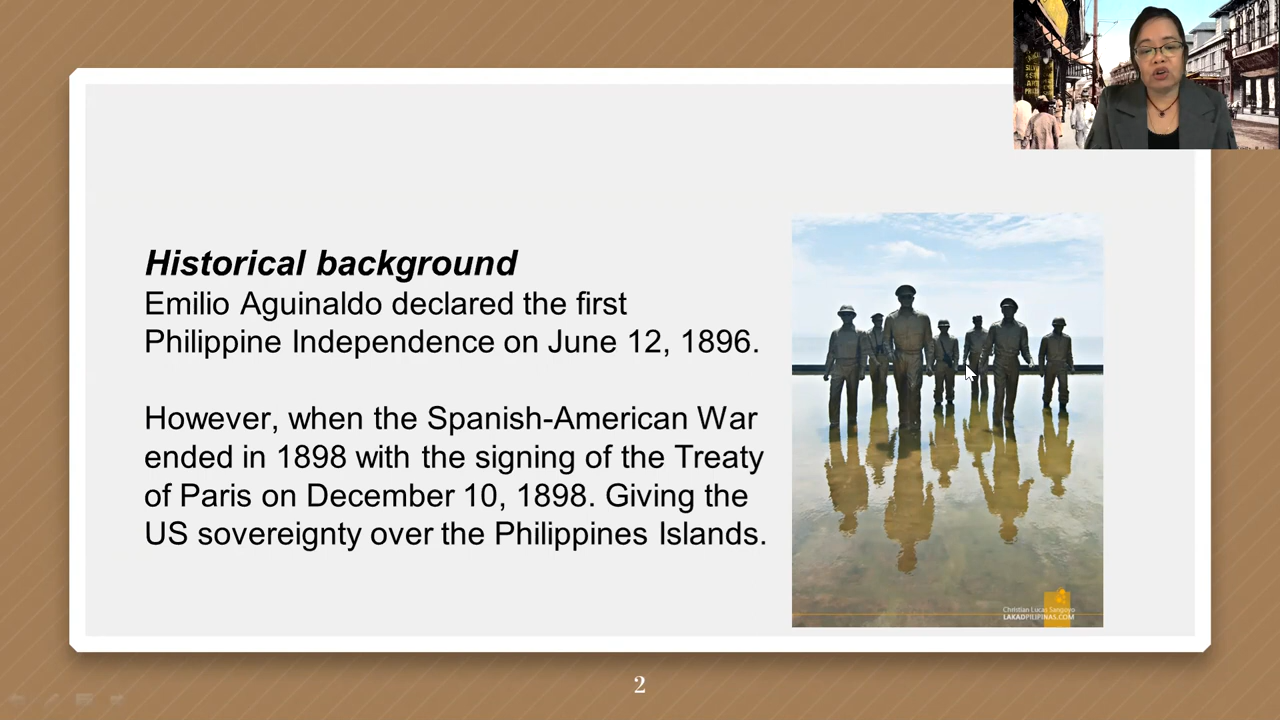 Historical background
Emilio Aguinaldo declared the first
Philippine Independence on June 12, 1896.
However, when the Spanish-American War
ended in 1898 with the signing of the Treaty
of Paris on December 10, 1898. Giving the
US sovereignty over the Philippines Islands.
Christian Lucas Sangoyo
LAKADPILIPINAS.COM
2